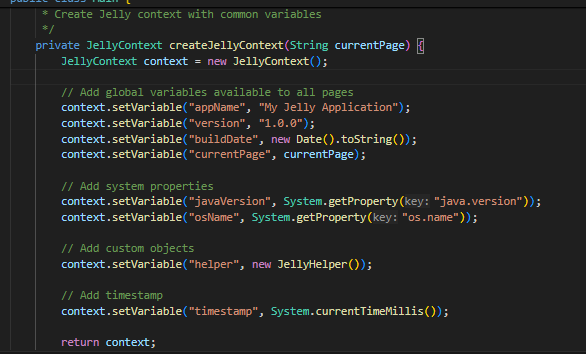 public class Main {
* Create Jelly context with common variables
*/
private JellyContext createJellyContext(String currentPage) {
JellyContext context = new JellyContext();
// Add global variables available to all pages
context.setVariable("appName", "My Jelly Application");
context.setVariable("version", "1.0.0");
context.setVariable("buildDate", new Date().toString());
context.setVariable("currentPage", currentPage);
// Add system properties
context.setVariable("javaVersion", System.getProperty(key: "java.version"));
context.setVariable("osName", System.getProperty(key: "os.name"));
// Add custom objects
context.setVariable("helper", new JellyHelper());
// Add timestamp
context.setVariable("timestamp", System.currentTimeMillis());
return context;